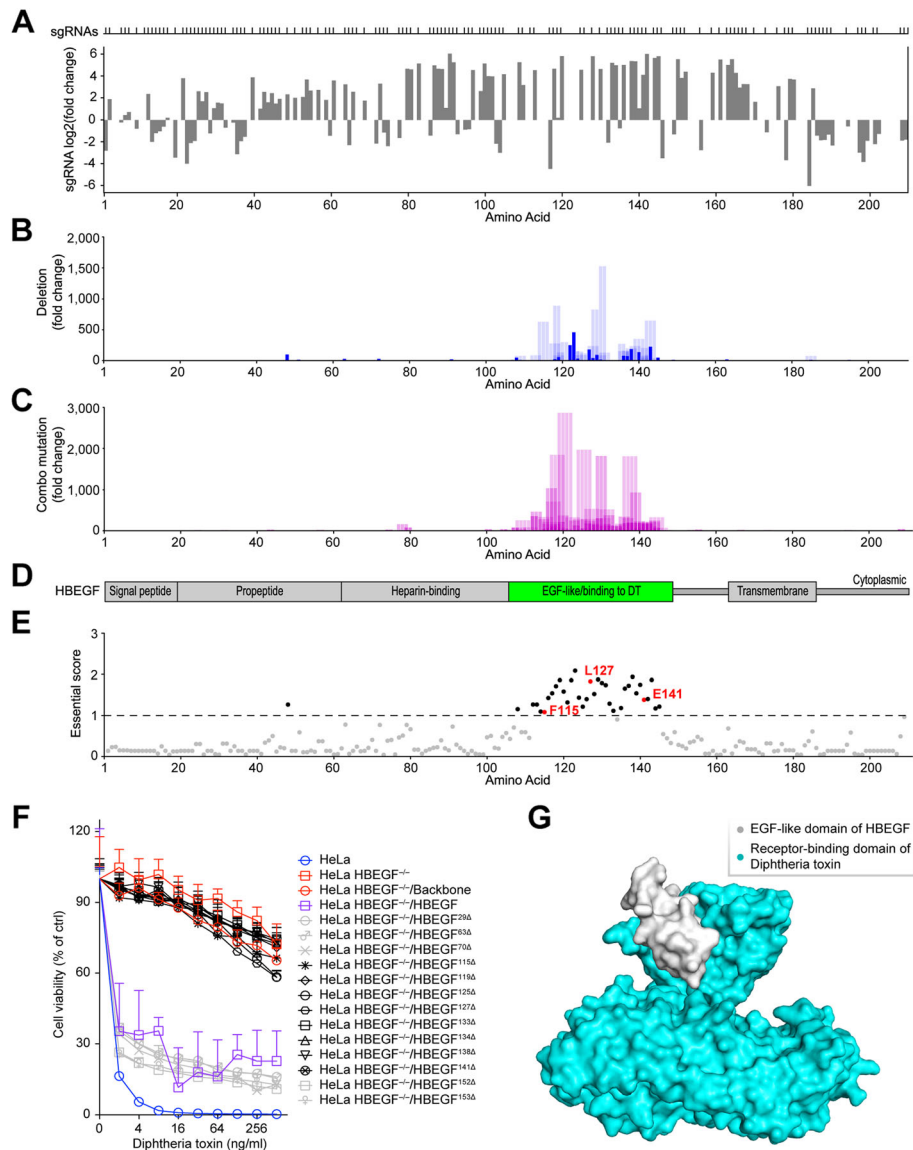 A
sgRNAs
sgRNA log2(fold change)
6
4
2
0
-2
-4
-6
1 20 40 60 80 100 120 140 160 180 200
Amino Acid
B
Deletion
(fold change)
2,000
1,500
1,000
500
0
1 20 40 60 80 100 120 140 160 180 200
Amino Acid
C
Combo mutation
(fold change)
3,000
2,000
1,000
0
1 20 40 60 80 100 120 140 160 180 200
Amino Acid
D
HBEGF Signal peptide Propeptide Heparin-binding EGF-like/binding to DT Transmembrane Cytoplasmic
E
Essential score
3
2
1
0
L127
F115
E141
1 20 40 60 80 100 120 140 160 180 200
Amino Acid
F
Cell viability (% of ctrl)
120
90
60
30
0
0 4 16 64 256
Diphtheria toxin (ng/ml)
HeLa
HeLa HBEGF⁻/⁻
HeLa HBEGF⁻/⁻/Backbone
HeLa HBEGF⁻/⁻/HBEGF
HeLa HBEGF⁻/⁻/HBEGF²⁹Δ
HeLa HBEGF⁻/⁻/HBEGF⁶³Δ
HeLa HBEGF⁻/⁻/HBEGF⁷⁰Δ
HeLa HBEGF⁻/⁻/HBEGF¹¹⁵Δ
HeLa HBEGF⁻/⁻/HBEGF¹¹⁹Δ
HeLa HBEGF⁻/⁻/HBEGF¹²⁵Δ
HeLa HBEGF⁻/⁻/HBEGF¹²⁷Δ
HeLa HBEGF⁻/⁻/HBEGF¹³³Δ
HeLa HBEGF⁻/⁻/HBEGF¹³⁴Δ
HeLa HBEGF⁻/⁻/HBEGF¹³⁸Δ
HeLa HBEGF⁻/⁻/HBEGF¹⁴¹Δ
HeLa HBEGF⁻/⁻/HBEGF¹⁵²Δ
HeLa HBEGF⁻/⁻/HBEGF¹⁵³Δ
G
EGF-like domain of HBEGF
Receptor-binding domain of
Diphtheria toxin